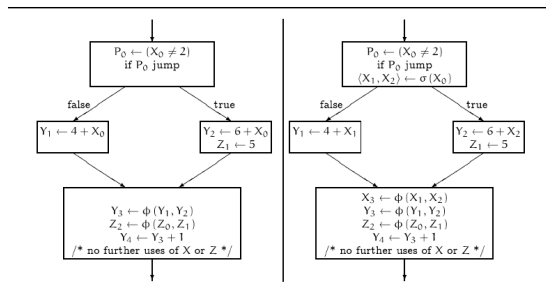 P₀ ← (X₀ ≠ 2)
if P₀ jump
false
true
Y₁ ← 4 + X₀
Y₂ ← 6 + X₀
Z₁ ← 5
Y₃ ← ϕ (Y₁, Y₂)
Z₂ ← ϕ (Z₀, Z₁)
Y₄ ← Y₃ + 1
/* no further uses of X or Z */
P₀ ← (X₀ ≠ 2)
if P₀ jump
⟨X₁, X₂⟩ ← σ (X₀)
false
true
Y₁ ← 4 + X₁
Y₂ ← 6 + X₂
Z₁ ← 5
X₃ ← ϕ (X₁, X₂)
Y₃ ← ϕ (Y₁, Y₂)
Z₂ ← ϕ (Z₀, Z₁)
Y₄ ← Y₃ + 1
/* no further uses of X or Z */